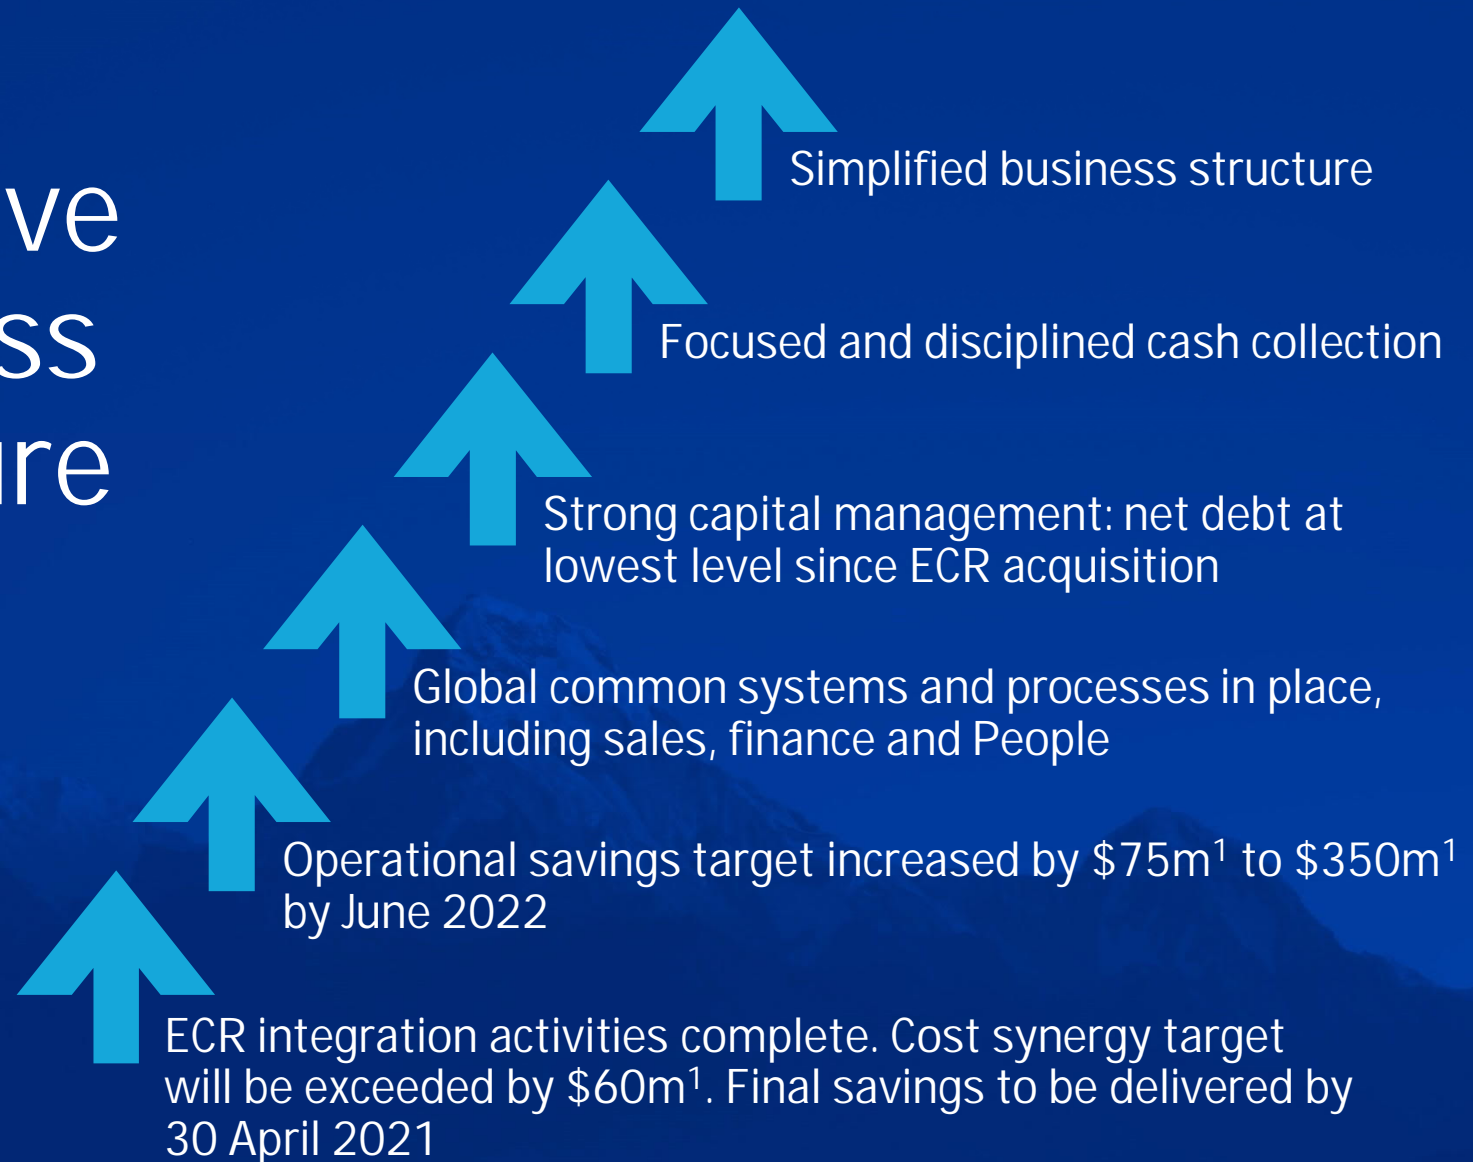 ve
ss
ure
Simplified business structure
Focused and disciplined cash collection
Strong capital management: net debt at
lowest level since ECR acquisition
Global common systems and processes in place,
including sales, finance and People
Operational savings target increased by $75m¹ to $350m¹
by June 2022
ECR integration activities complete. Cost synergy target
will be exceeded by $60m¹. Final savings to be delivered by
30 April 2021